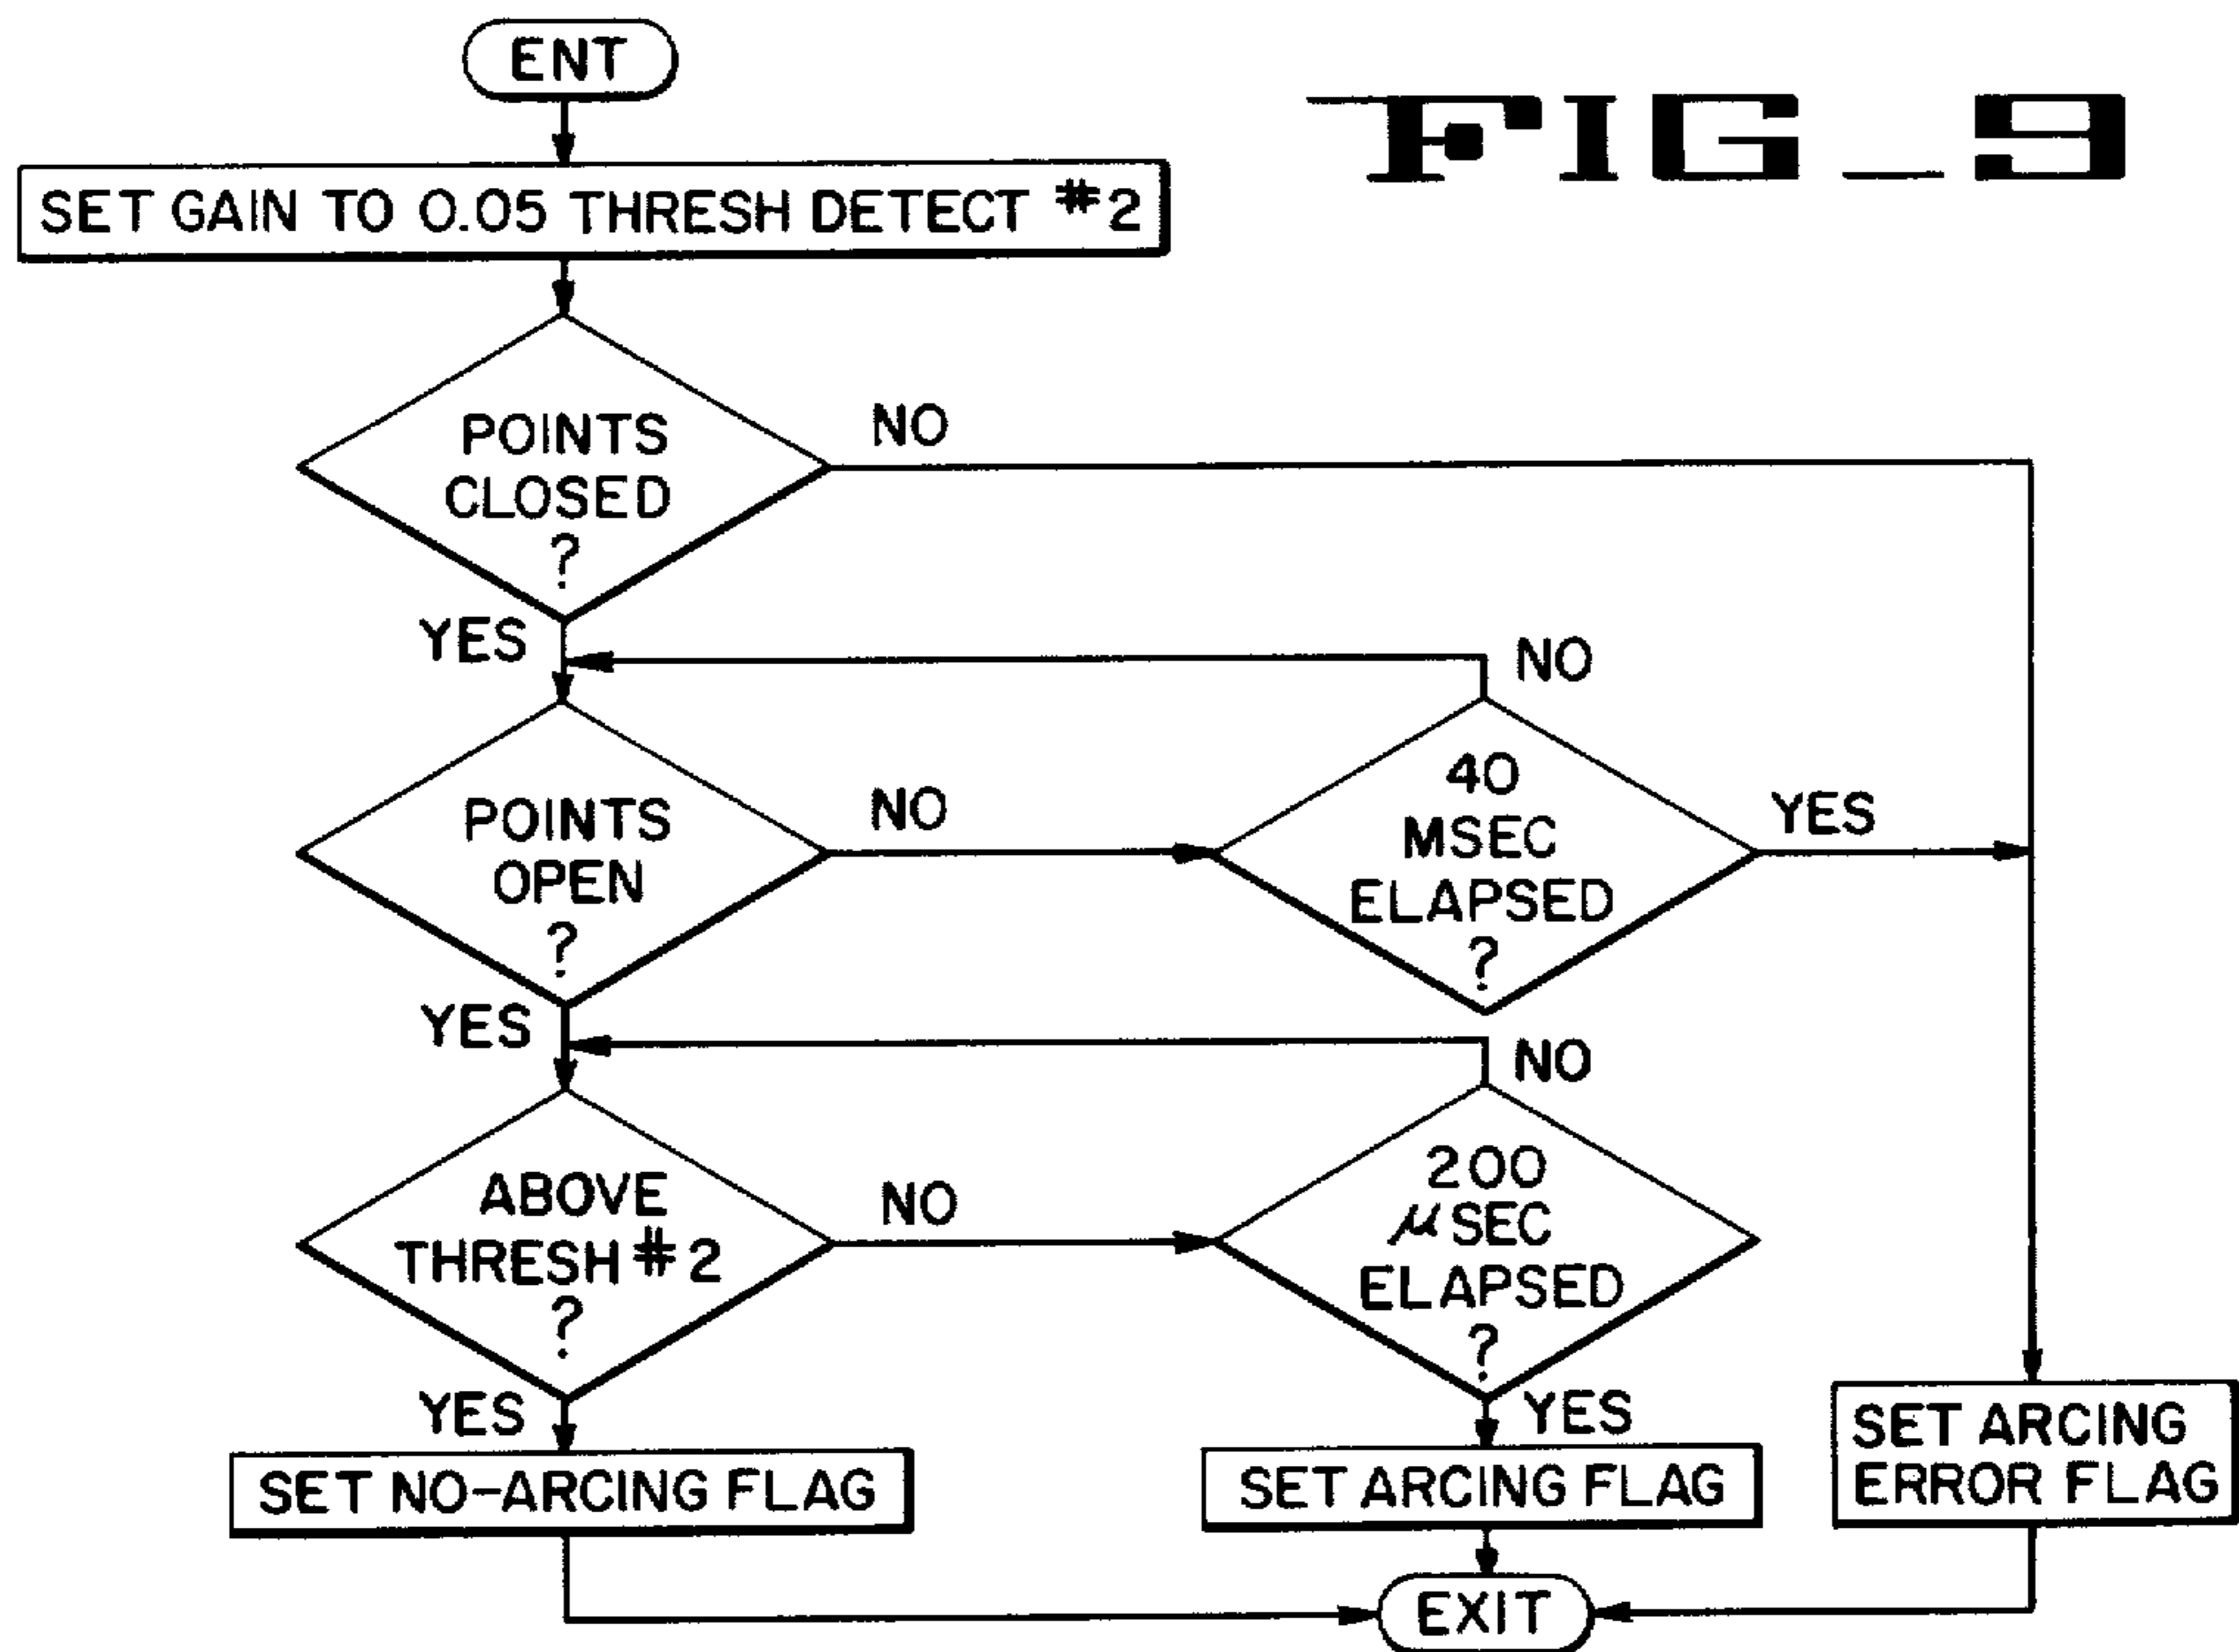 ENT
FIG_9
SET GAIN TO 0.05 THRESH DETECT #2
POINTS
CLOSED
?
NO
YES
NO
POINTS
OPEN
?
NO
40
MSEC
ELAPSED
?
YES
YES
NO
ABOVE
THRESH #2
?
NO
200
μSEC
ELAPSED
?
YES
YES
SET NO-ARCING FLAG
SET ARCING FLAG
SET ARCING
ERROR FLAG
EXIT